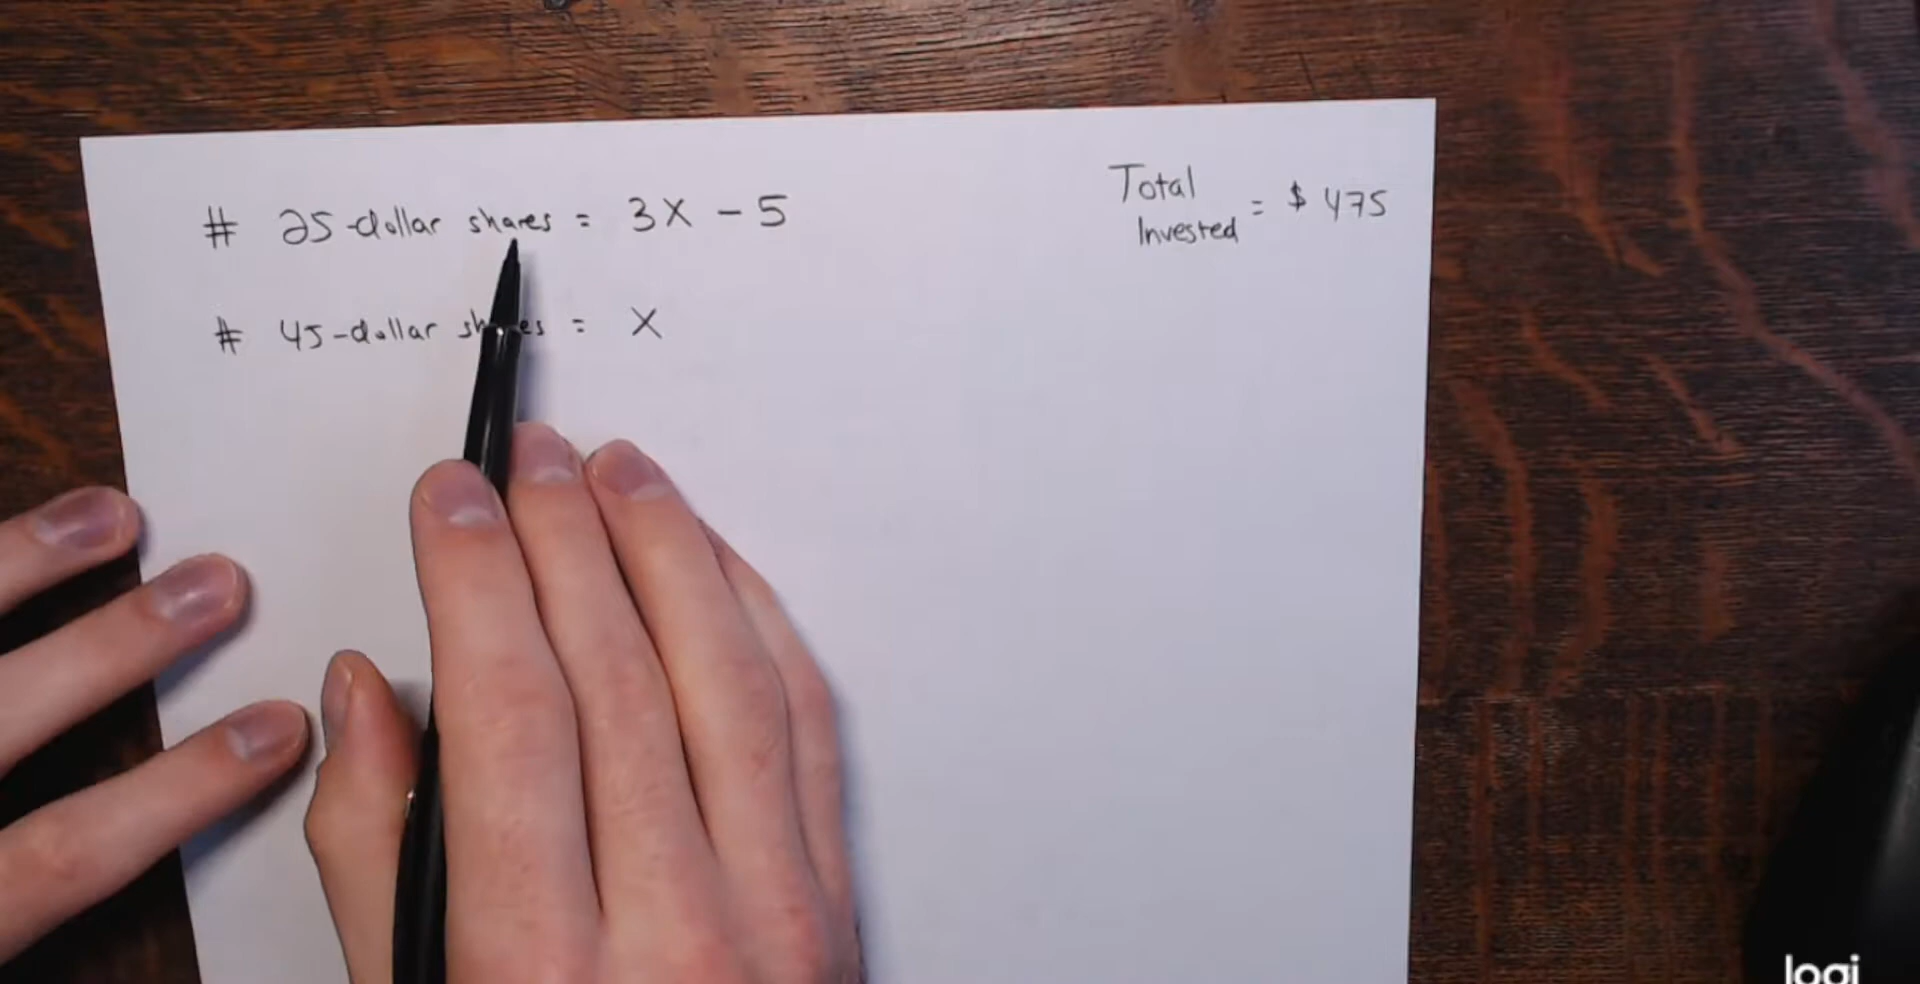 # 25-dollar shares = 3X - 5
# 45-dollar shares = X
Total
Invested = $ 475
logi